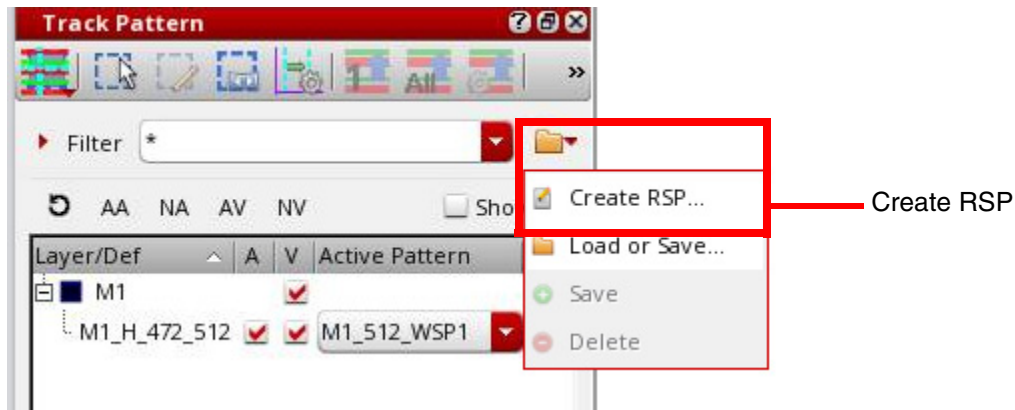 Track Pattern
1 All »
Filter *
Create RSP...
Create RSP
AA NA AV NV Sho
Load or Save...
Layer/Def A V Active Pattern
M1
Save
M1_H_472_512 M1_512_WSP1
Delete